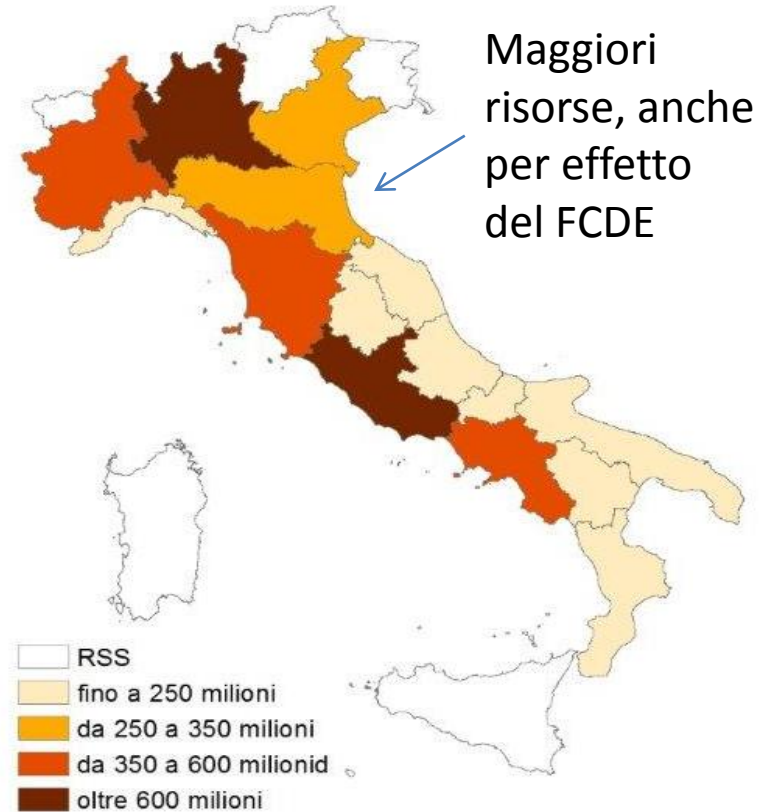 Maggiori
risorse, anche
per effetto
del FCDE
RSS
fino a 250 milioni
da 250 a 350 milioni
da 350 a 600 milionid
oltre 600 milioni